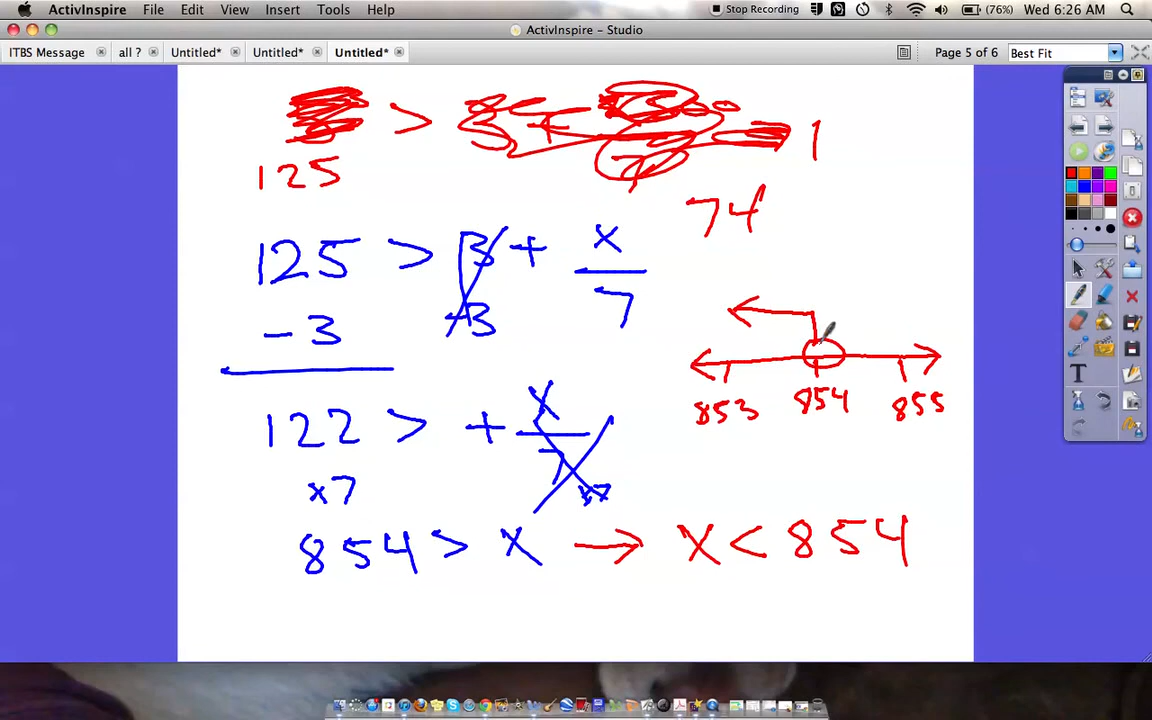 ActivInspire File Edit View Insert Tools Help Stop Recording (76%) Wed 6:26 AM
ActivInspire - Studio
ITBS Message all ? Untitled* Untitled* Untitled* Page 5 of 6 Best Fit
> 1
125
74
125 > 3 + x/7
- 3 -3
122 > + x/7
853 854 855
x7 x7
854 > x → x < 854
T